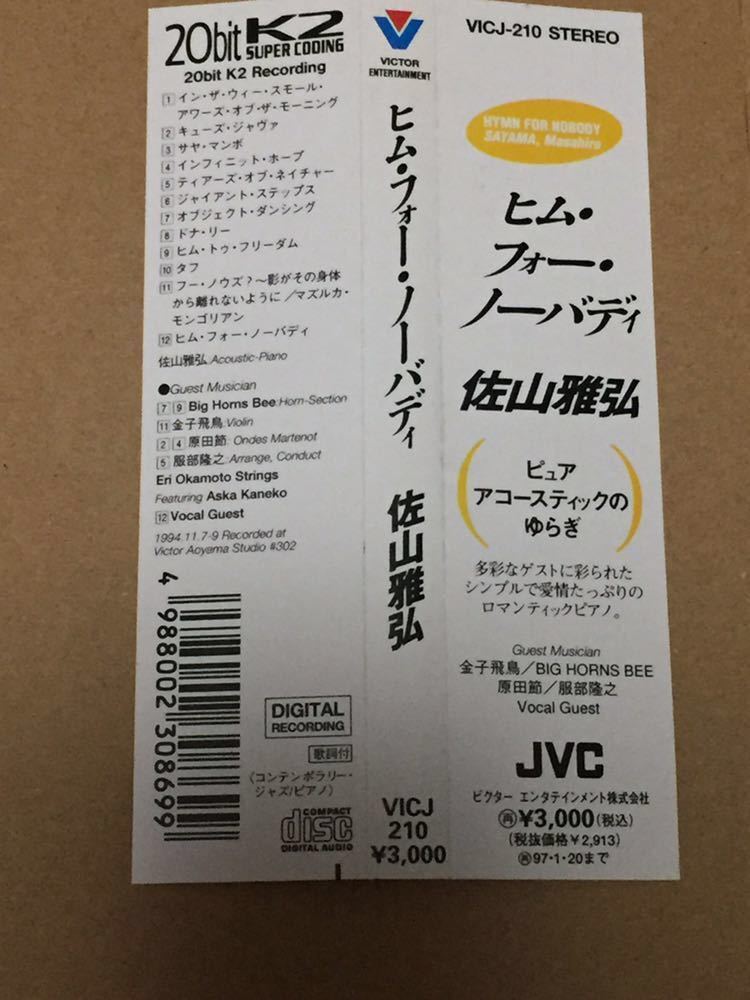 20bit K2
SUPER CODING
20bit K2 Recording
1 イン・ザ・ウィー・スモール・
アワーズ・オブ・ザ・モーニング
2 キューズ・ジャヴァ
3 サヤ・マンボ
4 インフィニット・ホープ
5 ティアーズ・オブ・ネイチャー
6 ジャイアント・ステップス
7 オブジェクト・ダンシング
8 ドナ・リー
9 ヒム・トゥ・フリーダム
10 タフ
11 フー・ノウズ?~影がその身体
から離れないように/マズルカ・
モンゴリアン
12 ヒム・フォー・ノーバディ
佐山雅弘:Acoustic-Piano
●Guest Musician
7 9 Big Horns Bee:Horn-Section
11 金子飛鳥:Violin
2 4 原田節:Ondes Martenot
5 服部隆之:Arrange, Conduct
Eri Okamoto Strings
Featuring Aska Kaneko
12 Vocal Guest
1994.11.7-9 Recorded at
Victor Aoyama Studio #302
4 988002 308699
DIGITAL
RECORDING
歌詞付
(コンテンポラリー・
ジャズ/ピアノ)
COMPACT
disc
DIGITAL AUDIO
VICTOR
ENTERTAINMENT
ヒム・フォー・ノーバディ 佐山雅弘
VICJ
210
¥3,000
VICJ-210 STEREO
HYMN FOR NOBODY
SAYAMA, Masahiro
ヒム・
フォー・
ノーバディ
佐山雅弘
(ピュア
アコースティックの
ゆらぎ)
多彩なゲストに彩られた
シンプルで愛情たっぷりの
ロマンティックピアノ。
Guest Musician
金子飛鳥/BIG HORNS BEE
原田節/服部隆之
Vocal Guest
JVC
ビクター エンタテインメント株式会社
㊢¥3,000(税込)
(税抜価格¥2,913)
㊢97・1・20まで